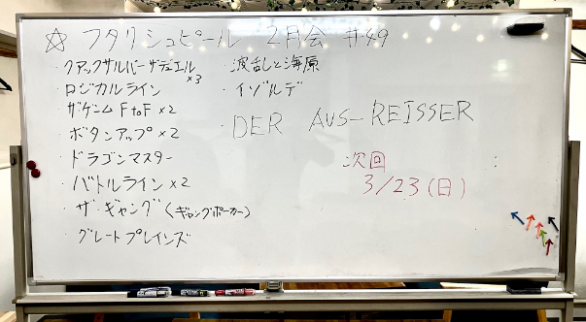 ☆ フタリシュピール 2月会 #49
・クアックサルバーザデュエル ×3
・ロジカルライン
・ザゲーム FtoF ×2
・ボタンアップ ×2
・ドラゴンマスター
・バトルライン ×2
・ザ・ギャング (ギャングポーカー)
・グレートプレインズ
・波乱と海原
・イゾルデ
・DER AUS-REISSER
次回
3/23(日)